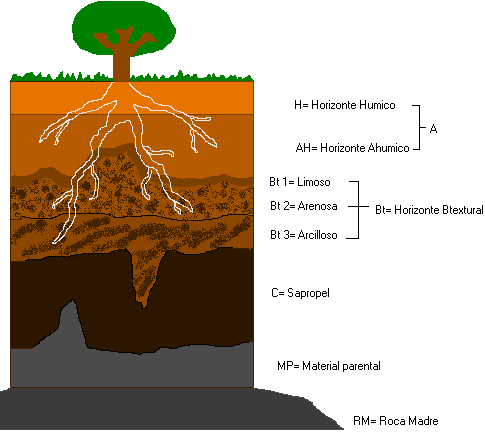 H= Horizonte Humico
A
AH= Horizonte Ahumico
Bt 1= Limoso
Bt 2= Arenosa
Bt= Horizonte Btextural
Bt 3= Arcilloso
C= Sapropel
MP= Material parental
RM= Roca Madre